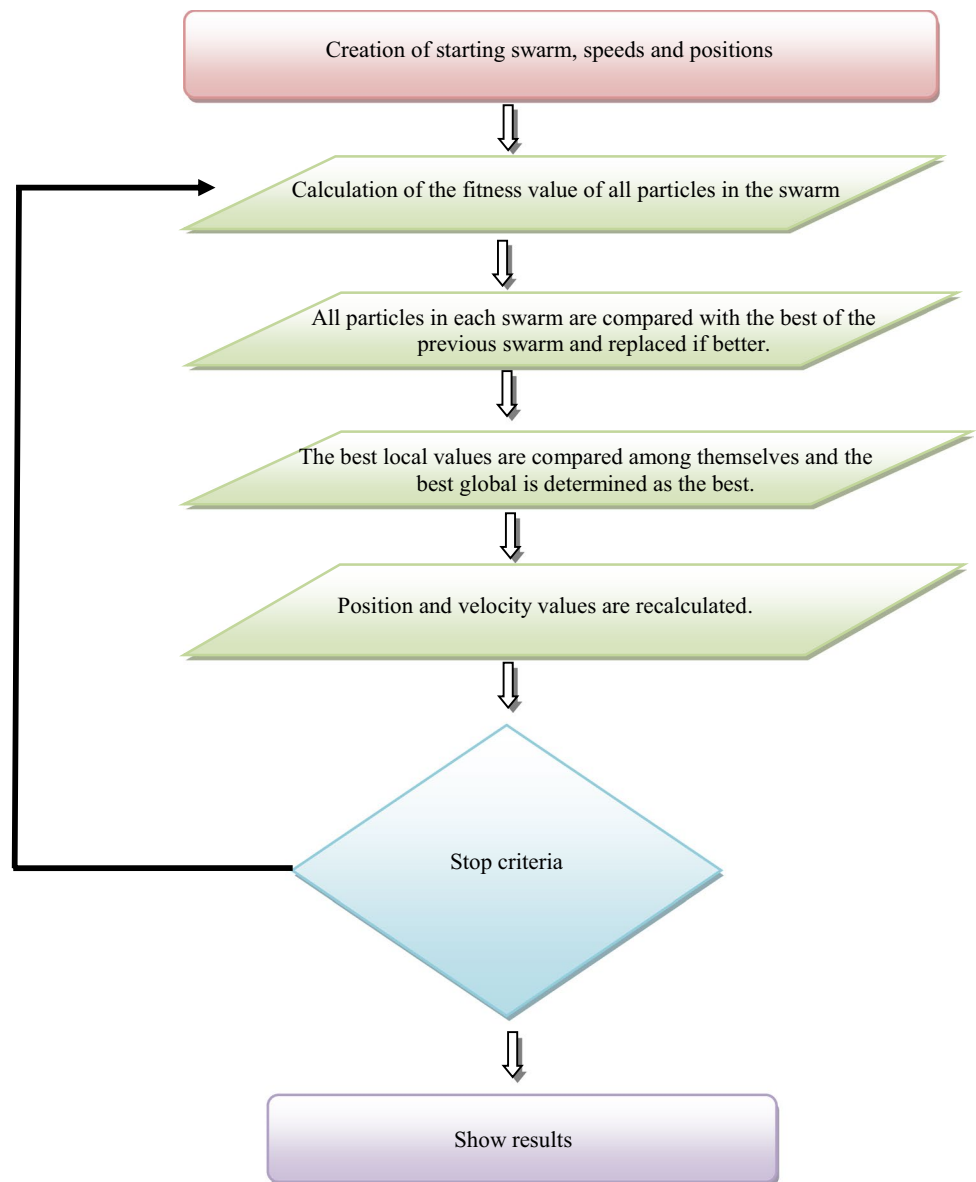 Creation of starting swarm, speeds and positions
Calculation of the fitness value of all particles in the swarm
All particles in each swarm are compared with the best of the
previous swarm and replaced if better.
The best local values are compared among themselves and the
best global is determined as the best.
Position and velocity values are recalculated.
Stop criteria
Show results